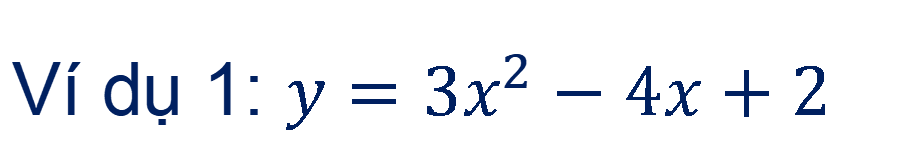 Ví dụ 1: y = 3x² − 4x + 2